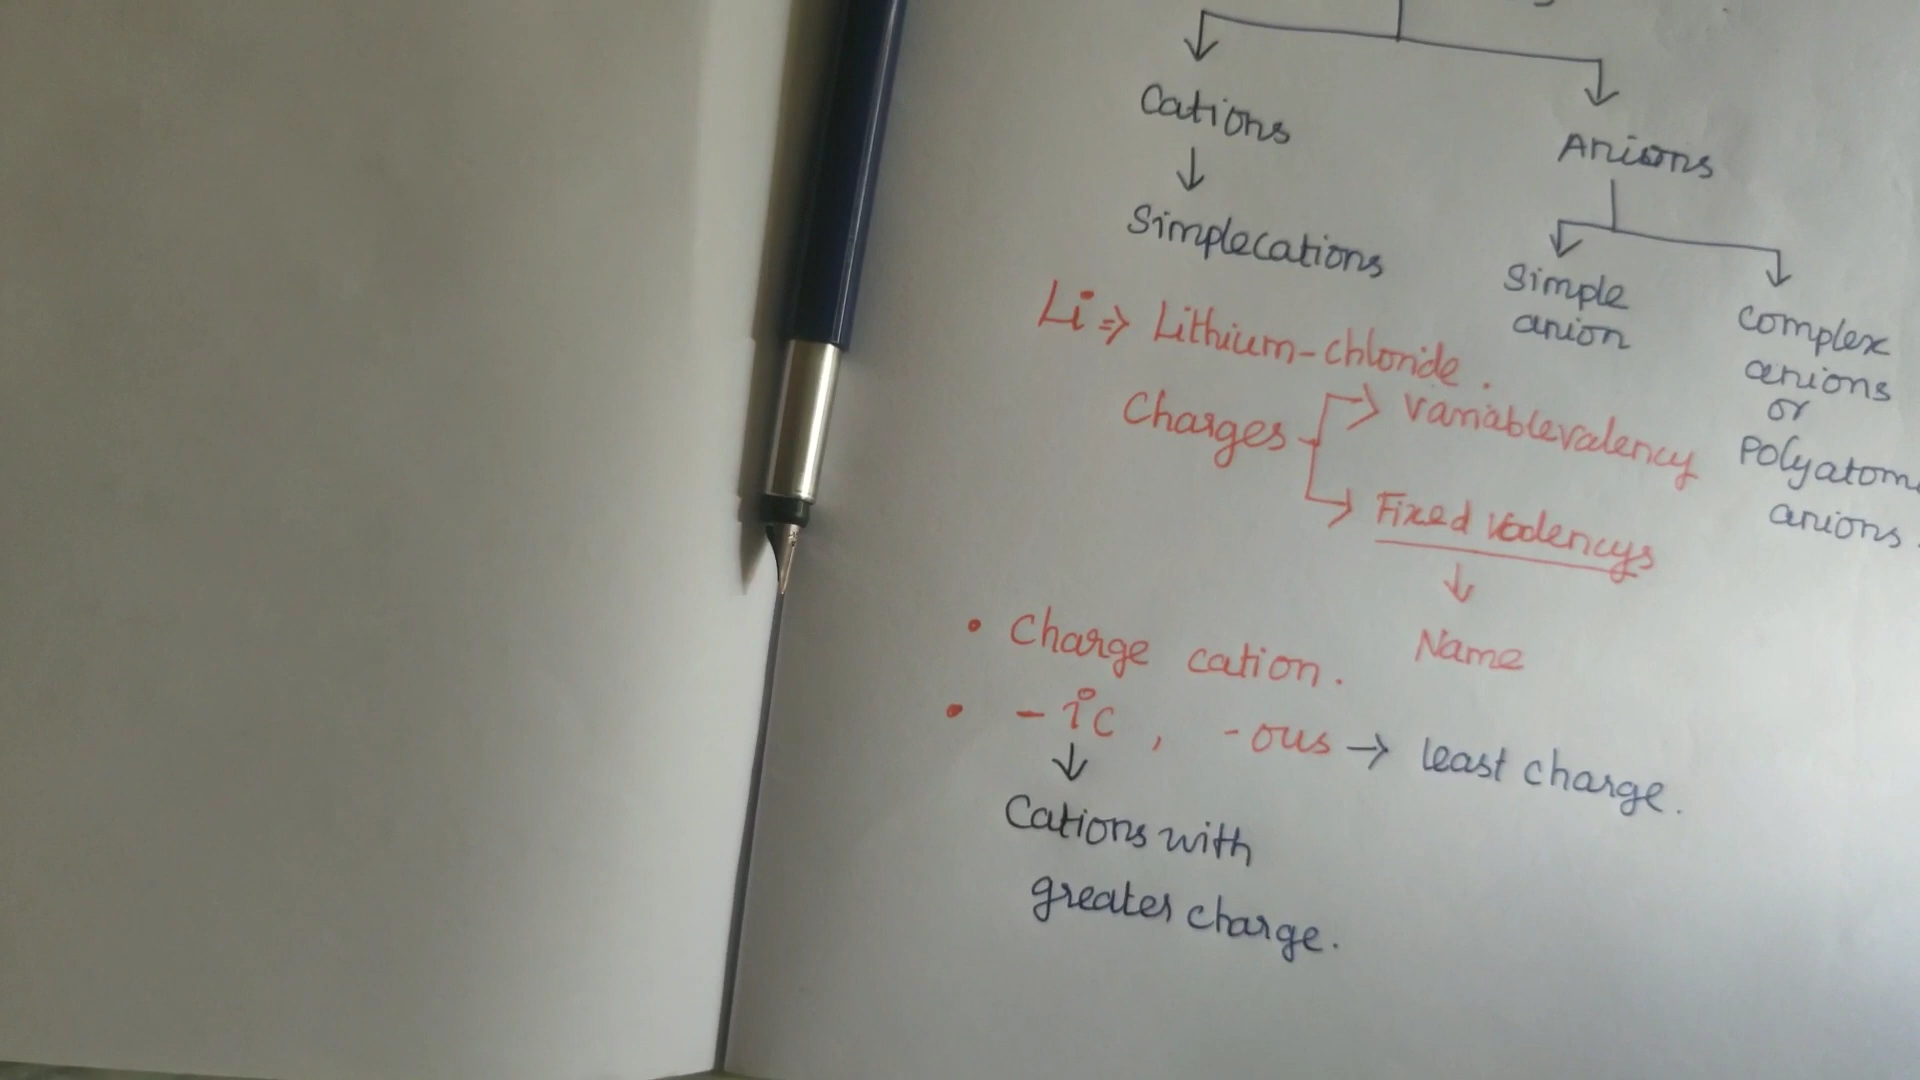 Cations
Anions
Simplecations
Simple
anion
Complex
anions
or
Polyatom
anions.
Li => Lithium-chloride.
Charges
Variablevalency
Fixed Valencys
Name
• Charge cation.
• -ic, -ous → least charge.
Cations with
greater charge.